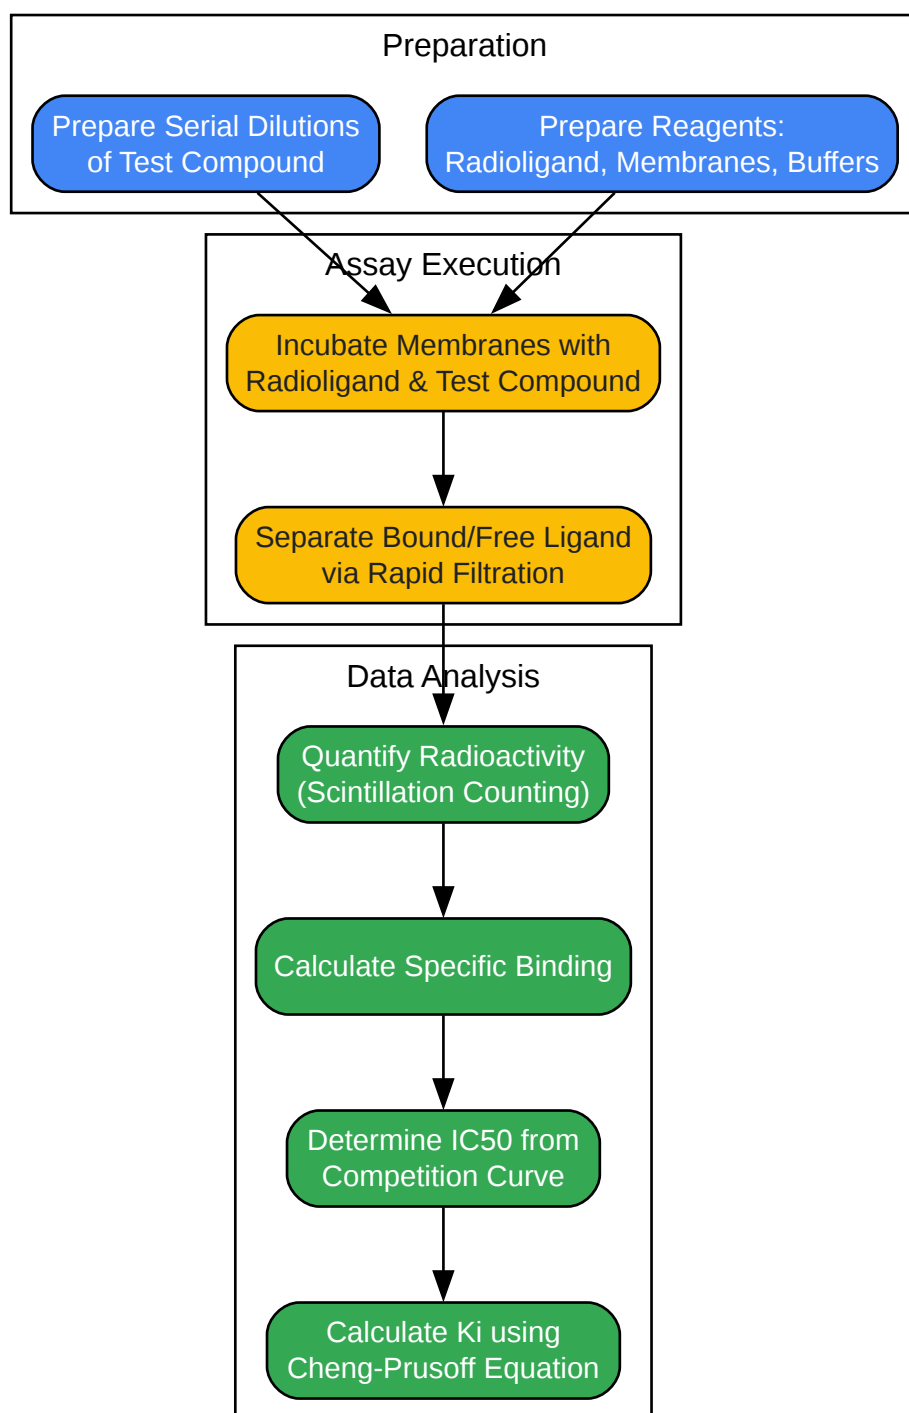 Preparation
Prepare Serial Dilutions
of Test Compound
Prepare Reagents:
Radioligand, Membranes, Buffers
Assay Execution
Incubate Membranes with
Radioligand & Test Compound
Separate Bound/Free Ligand
via Rapid Filtration
Data Analysis
Quantify Radioactivity
(Scintillation Counting)
Calculate Specific Binding
Determine IC50 from
Competition Curve
Calculate Ki using
Cheng-Prusoff Equation